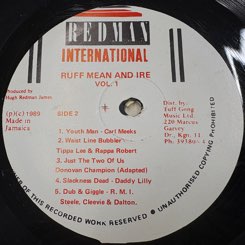 REDMAN
INTERNATIONAL
RUFF MEAN AND IRE
VOL. 1
Produced by
Hugh Redman James
(p)(c) 1989
Made in
Jamaica
SIDE 2
Dist. by:
Tuff Gong
Music Ltd.
220 Marcus
Garvey
Dr., Kgn. 11
1. Youth Man - Carl Meeks
2. Waist Line Bubbler
Tippa Lee & Rappa Robert
3. Just The Two Of Us
Donovan Champion (Adapted)
4. Slackness Dead - Daddy Lilly
5. Dub & Giggle - R. M. I.
Steele, Cleevie & Dalton.
OF THIS RECORDED WORK RESERVED ● UNAUTHORISED COPYING PROHIBITED